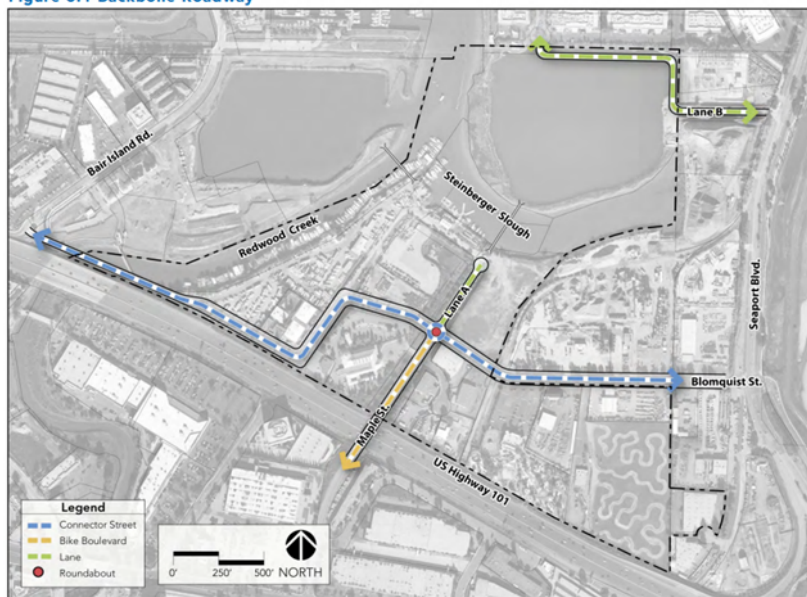 Figure 6.4 Backbone Roadway
Lane B
Bair Island Rd.
Steinberger Slough
Redwood Creek
Seaport Blvd.
Lane A
Blomquist St.
Maple St.
US Highway 101
Legend
Connector Street
Bike Boulevard
Lane
Roundabout
0'
250'
500'
NORTH